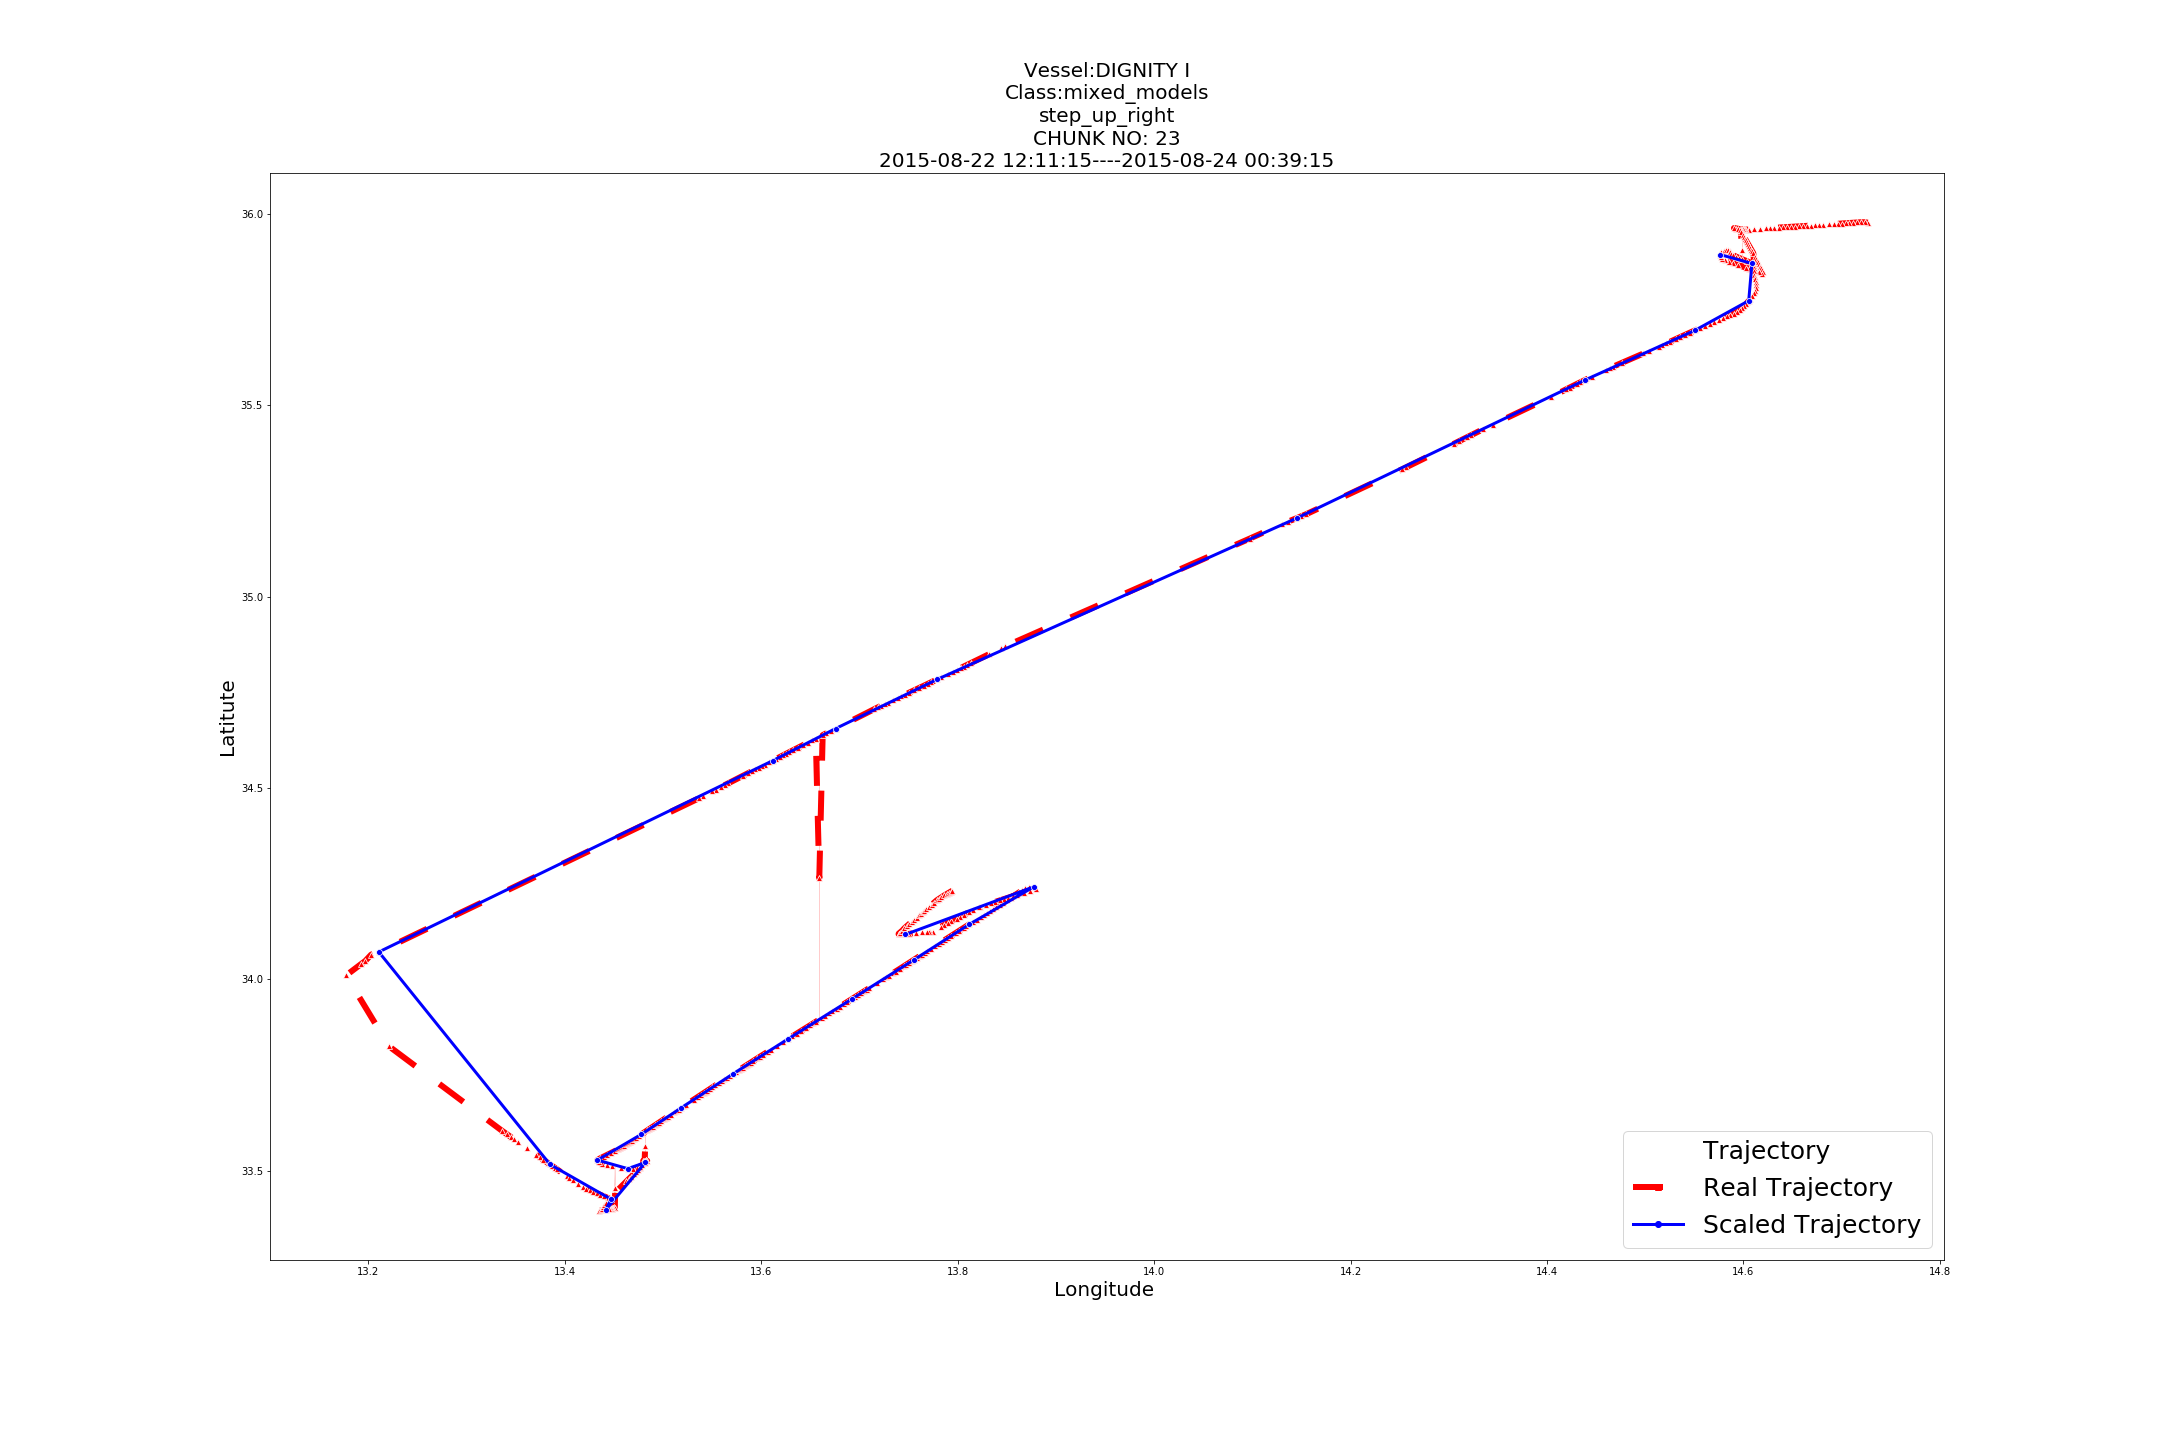 Vessel:DIGNITY I
Class:mixed_models
step_up_right
CHUNK NO: 23
2015-08-22 12:11:15----2015-08-24 00:39:15
36.0
35.5
35.0
34.5
34.0
33.5
Latitute
13.2
13.4
13.6
13.8
14.0
14.2
14.4
14.6
14.8
Longitude
Trajectory
Real Trajectory
Scaled Trajectory